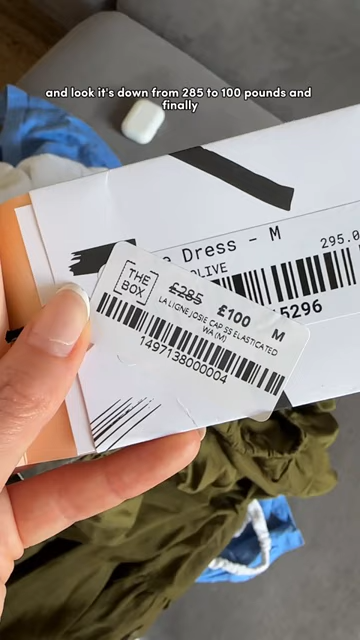 and look it's down from 285 to 100 pounds and
finally
Dress - M
295.0
OLIVE
5296
THE
BOX
£285 £100 M
LA LIGNE JOSIE CAP SS ELASTICATED
WA (M)
1497138000004